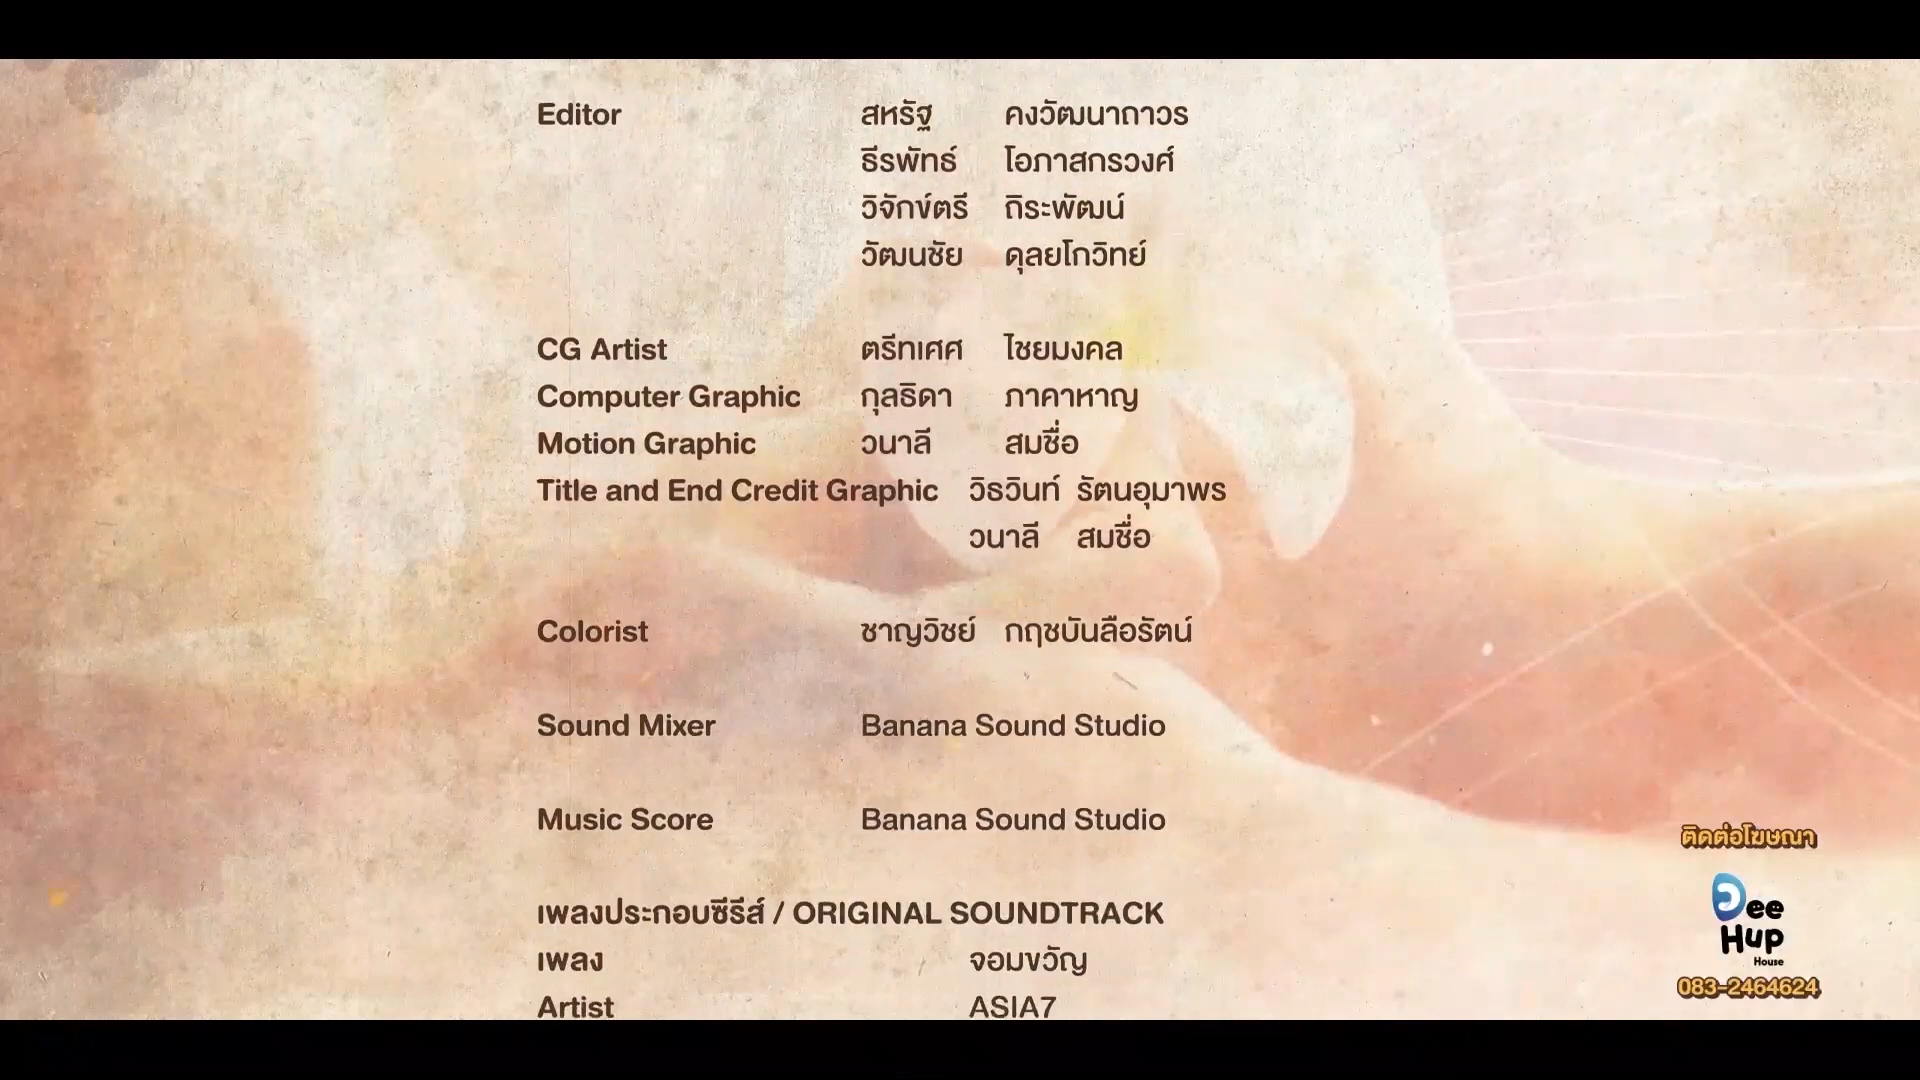 Editor สหรัฐ คงวัฒนาถาวร
ธีรพัทธ์ โอภาสกรวงศ์
วิจักข์ตรี ถิระพัฒน์
วัฒนชัย ดุลยโกวิทย์
CG Artist ตรีทเศศ ไชยมงคล
Computer Graphic กุลธิดา ภาคาหาญ
Motion Graphic วนาลี สมชื่อ
Title and End Credit Graphic วิธวินท์ รัตนอุมาพร
วนาลี สมชื่อ
Colorist ชาญวิชย์ กฤชบันลือรัตน์
Sound Mixer Banana Sound Studio
Music Score Banana Sound Studio
เพลงประกอบซีรีส์ / ORIGINAL SOUNDTRACK
เพลง จอมขวัญ
Artist ASIA7
ติดต่อโฆษณา
Dee
Hup
House
083-2464624